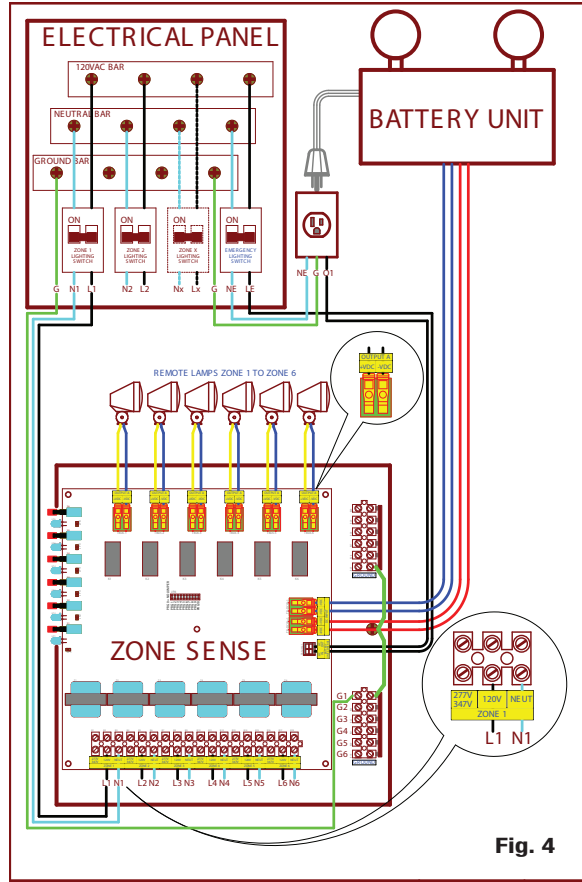 ELECTRICAL PANEL
120VAC BAR
NEUTRAL BAR
GROUND BAR
ON
ZONE 1
LIGHTING
SWITCH
ON
ZONE 2
LIGHTING
SWITCH
ON
ZONE X
LIGHTING
SWITCH
ON
EMERGENCY
LIGHTING
SWITCH
G N1 L1 N2 L2 Nx Lx G NE LE
BATTERY UNIT
NE G O1
OUTPUT A
+VDC -VDC
REMOTE LAMPS ZONE 1 TO ZONE 6
ZONE SENSE
G1
G2
G3
G4
G5
G6
L1 N1 L2 N2 L3 N3 L4 N4 L5 N5 L6 N6
277V
347V
120V
NEUT
ZONE 1
L1 N1
Fig. 4